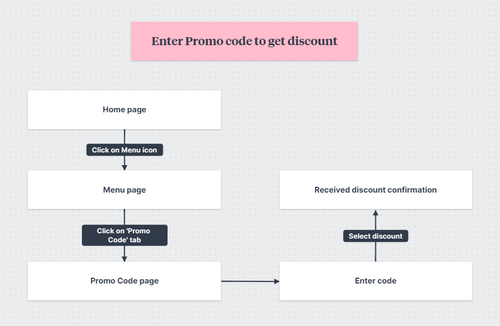 Enter Promo code to get discount
Home page
Click on Menu icon
Menu page
Received discount confirmation
Click on 'Promo
Code' tab
Select discount
Promo Code page
Enter code